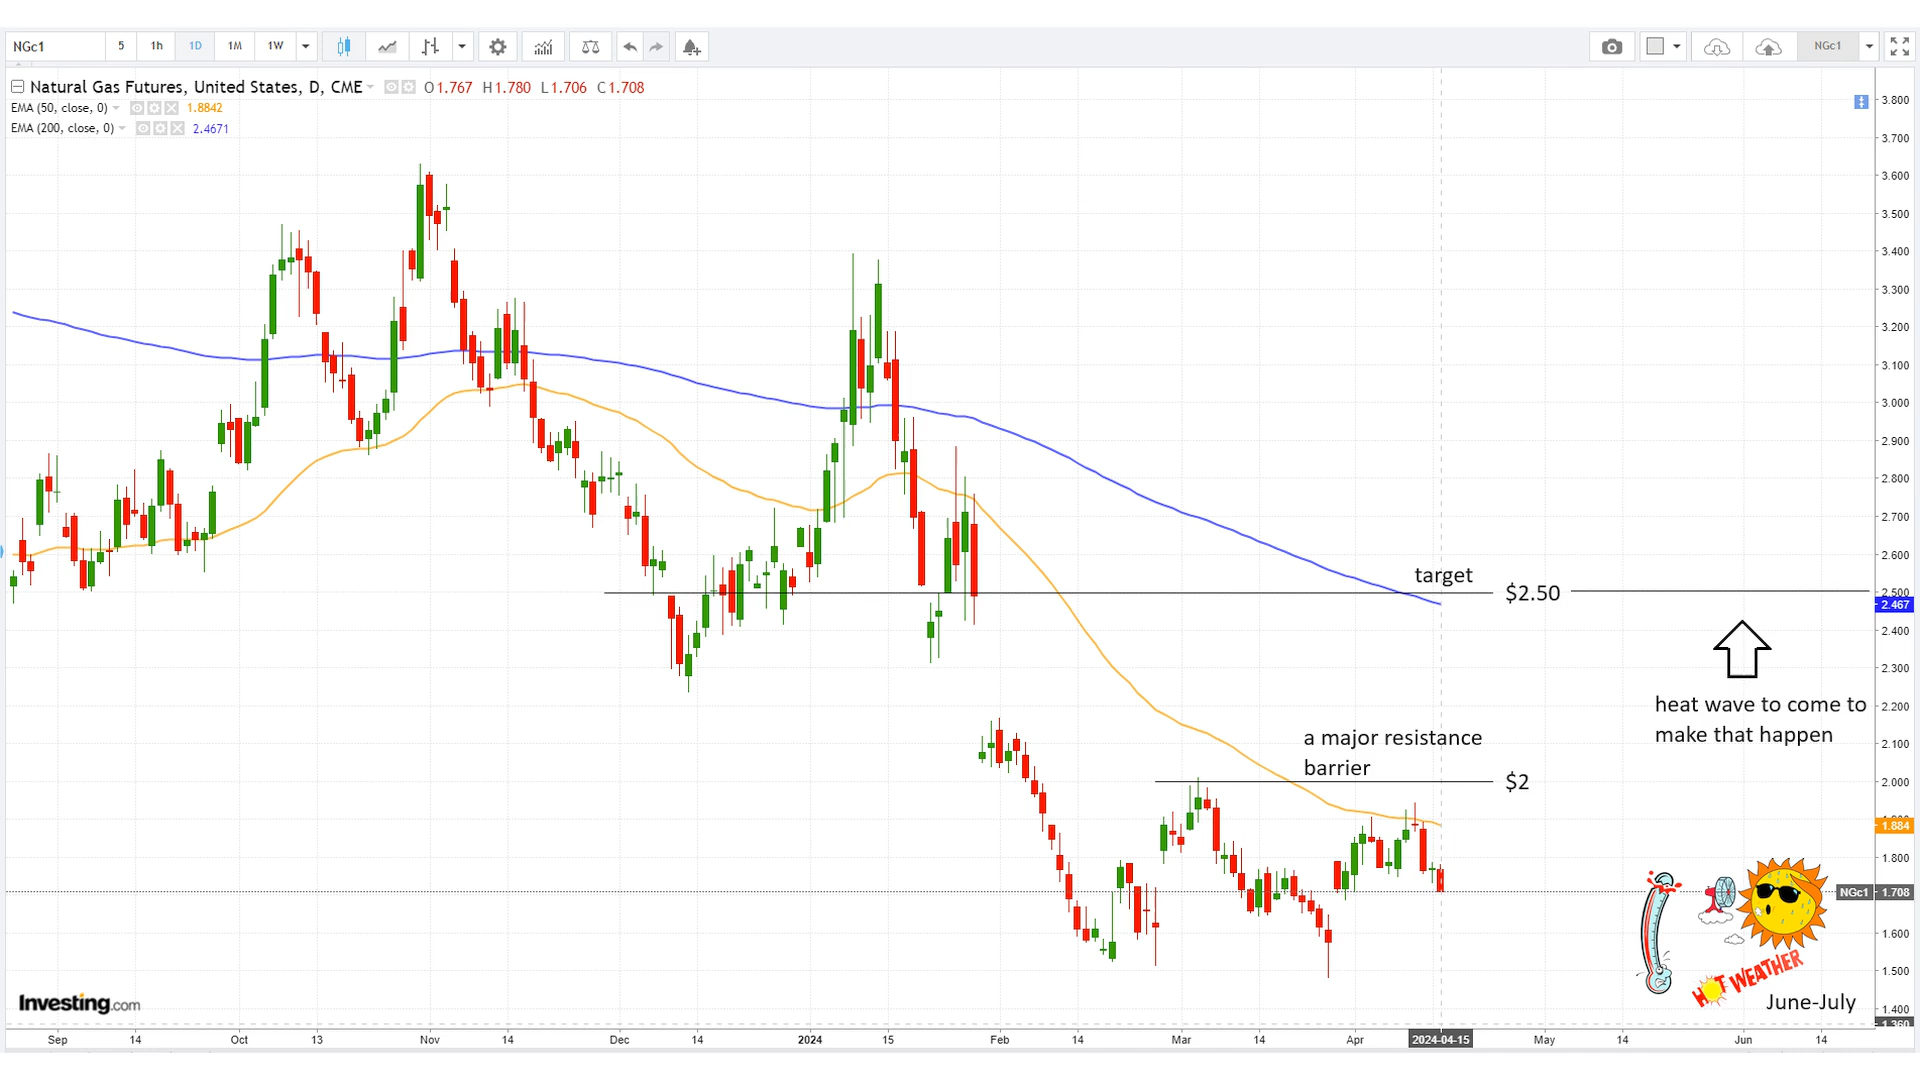 NGc1 5 1h 1D 1M 1W NGc1
Natural Gas Futures, United States, D, CME O1.767 H1.780 L1.706 C1.708
EMA (50, close, 0) 1.8842
EMA (200, close, 0) 2.4671
3.800
3.700
3.600
3.500
3.400
3.300
3.200
3.100
3.000
2.900
2.800
2.700
2.600
2.500
2.467
2.400
2.300
2.200
2.100
2.000
1.884
1.800
NGc1 1.708
1.600
1.500
1.400
1.360
target
$2.50
heat wave to come to
make that happen
a major resistance
barrier
$2
HOT WEATHER
June-July
Investing.com
Sep 14 Oct 13 Nov 14 Dec 14 2024 15 Feb 14 Mar 14 Apr 2024-04-15 May 14 Jun 14